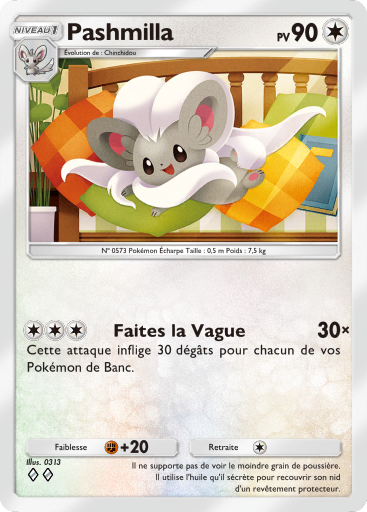 NIVEAU 1
Pashmilla
PV 90
Évolution de : Chinchidou
N° 0573 Pokémon Écharpe Taille : 0,5 m Poids : 7,5 kg
Faites la Vague 30×
Cette attaque inflige 30 dégâts pour chacun de vos
Pokémon de Banc.
Faiblesse +20
Retraite
Illus. 0313
Il ne supporte pas de voir le moindre grain de poussière.
Il utilise l'huile qu'il sécrète pour recouvrir son nid
d'un revêtement protecteur.